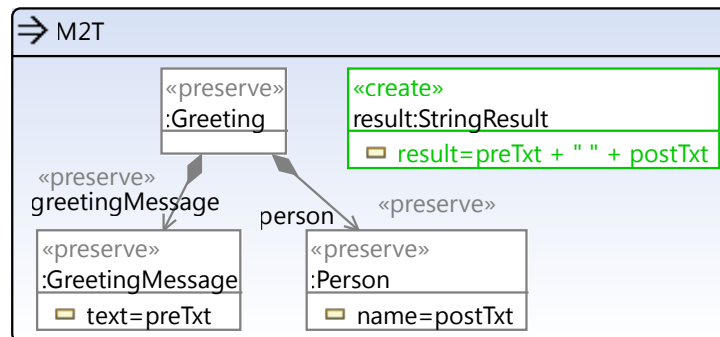 M2T
«preserve»
:Greeting
«create»
result:StringResult
result=preTxt + " " + postTxt
«preserve»
greetingMessage
person
«preserve»
«preserve»
:GreetingMessage
text=preTxt
«preserve»
:Person
name=postTxt